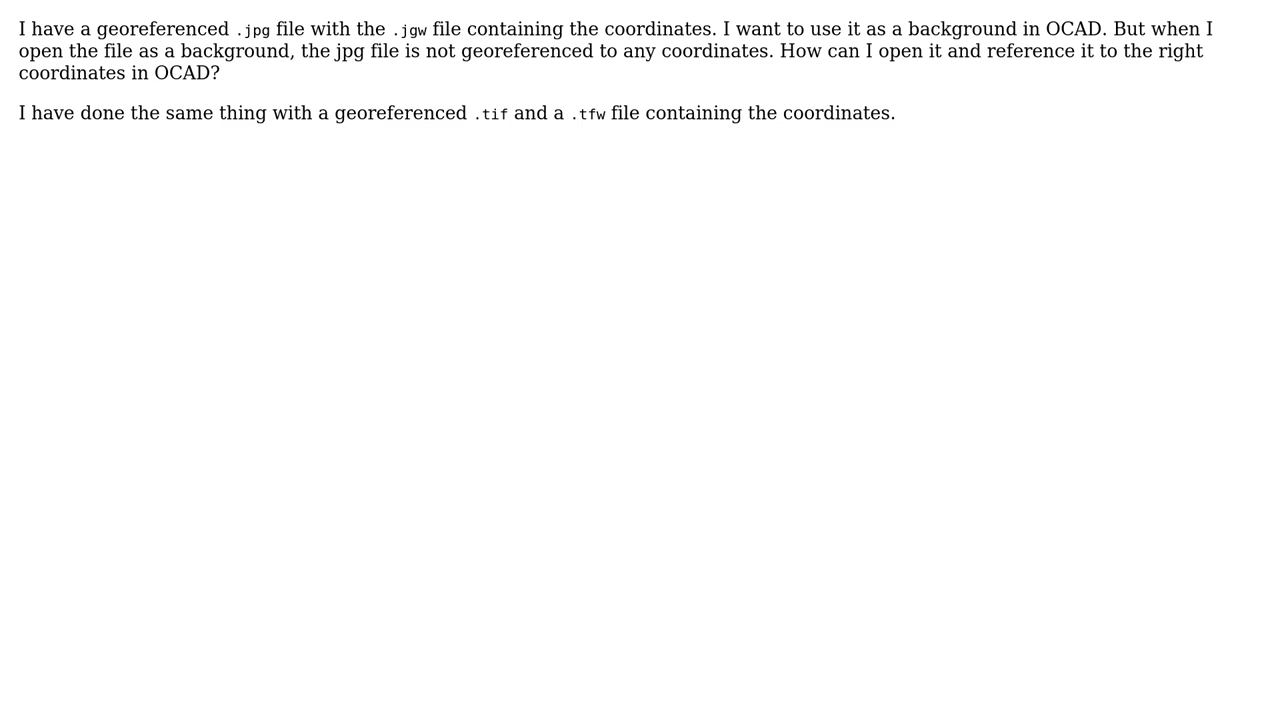 I have a georeferenced .jpg file with the .jgw file containing the coordinates. I want to use it as a background in OCAD. But when I
open the file as a background, the jpg file is not georeferenced to any coordinates. How can I open it and reference it to the right
coordinates in OCAD?
I have done the same thing with a georeferenced .tif and a .tfw file containing the coordinates.